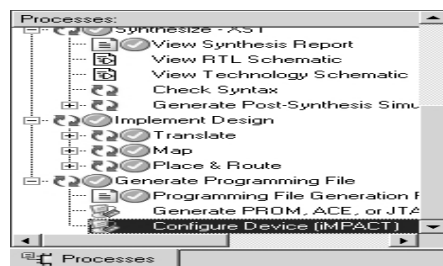 Processes:
Synthesize - XST
View Synthesis Report
View RTL Schematic
View Technology Schematic
Check Syntax
Generate Post-Synthesis Simu
Implement Design
Translate
Map
Place & Route
Generate Programming File
Programming File Generation F
Generate PROM, ACE, or JTA
Configure Device (iMPACT)
Processes